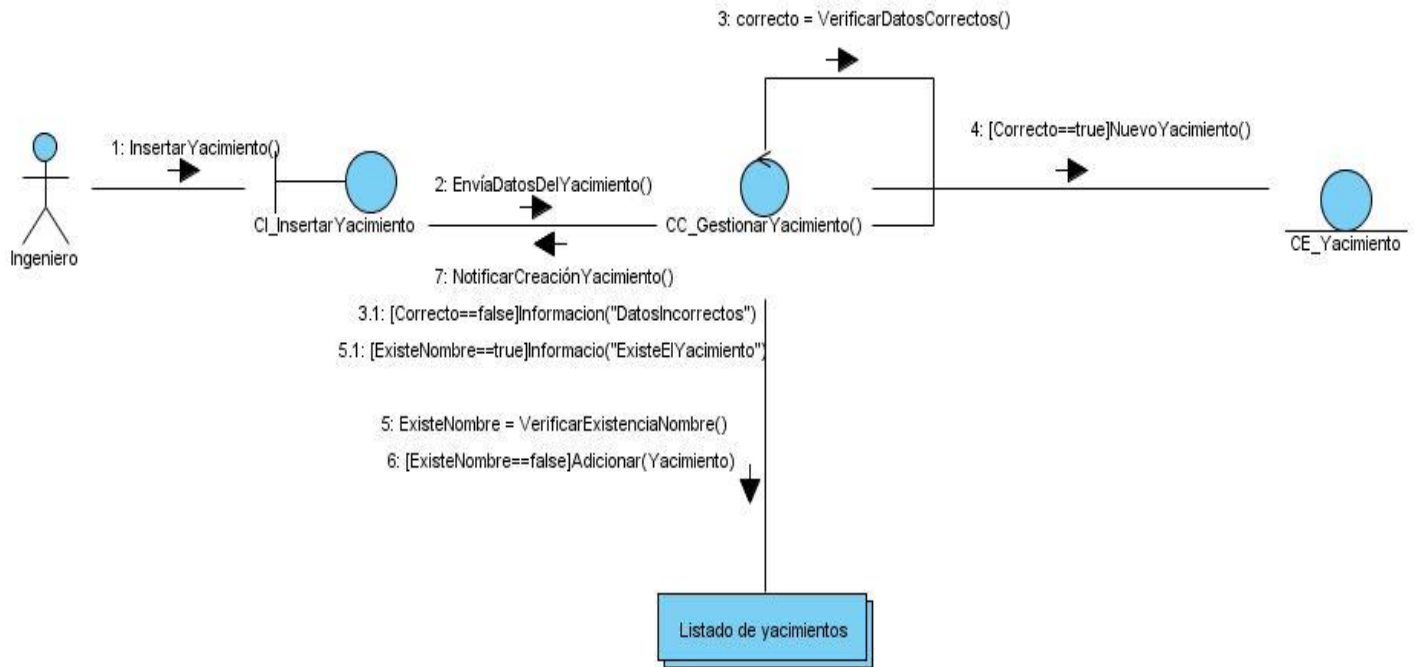 3: correcto = VerificarDatosCorrectos()
4: [Correcto==true]NuevoYacimiento()
1: InsertarYacimiento()
2: EnvíaDatosDelYacimiento()
CI_InsertarYacimiento
CC_GestionarYacimiento()
CE_Yacimiento
Ingeniero
7: NotificarCreaciónYacimiento()
3.1: [Correcto==false]Informacion("DatosIncorrectos")
5.1: [ExisteNombre==true]Informacio("ExisteElYacimiento")
5: ExisteNombre = VerificarExistenciaNombre()
6: [ExisteNombre==false]Adicionar(Yacimiento)
Listado de yacimientos